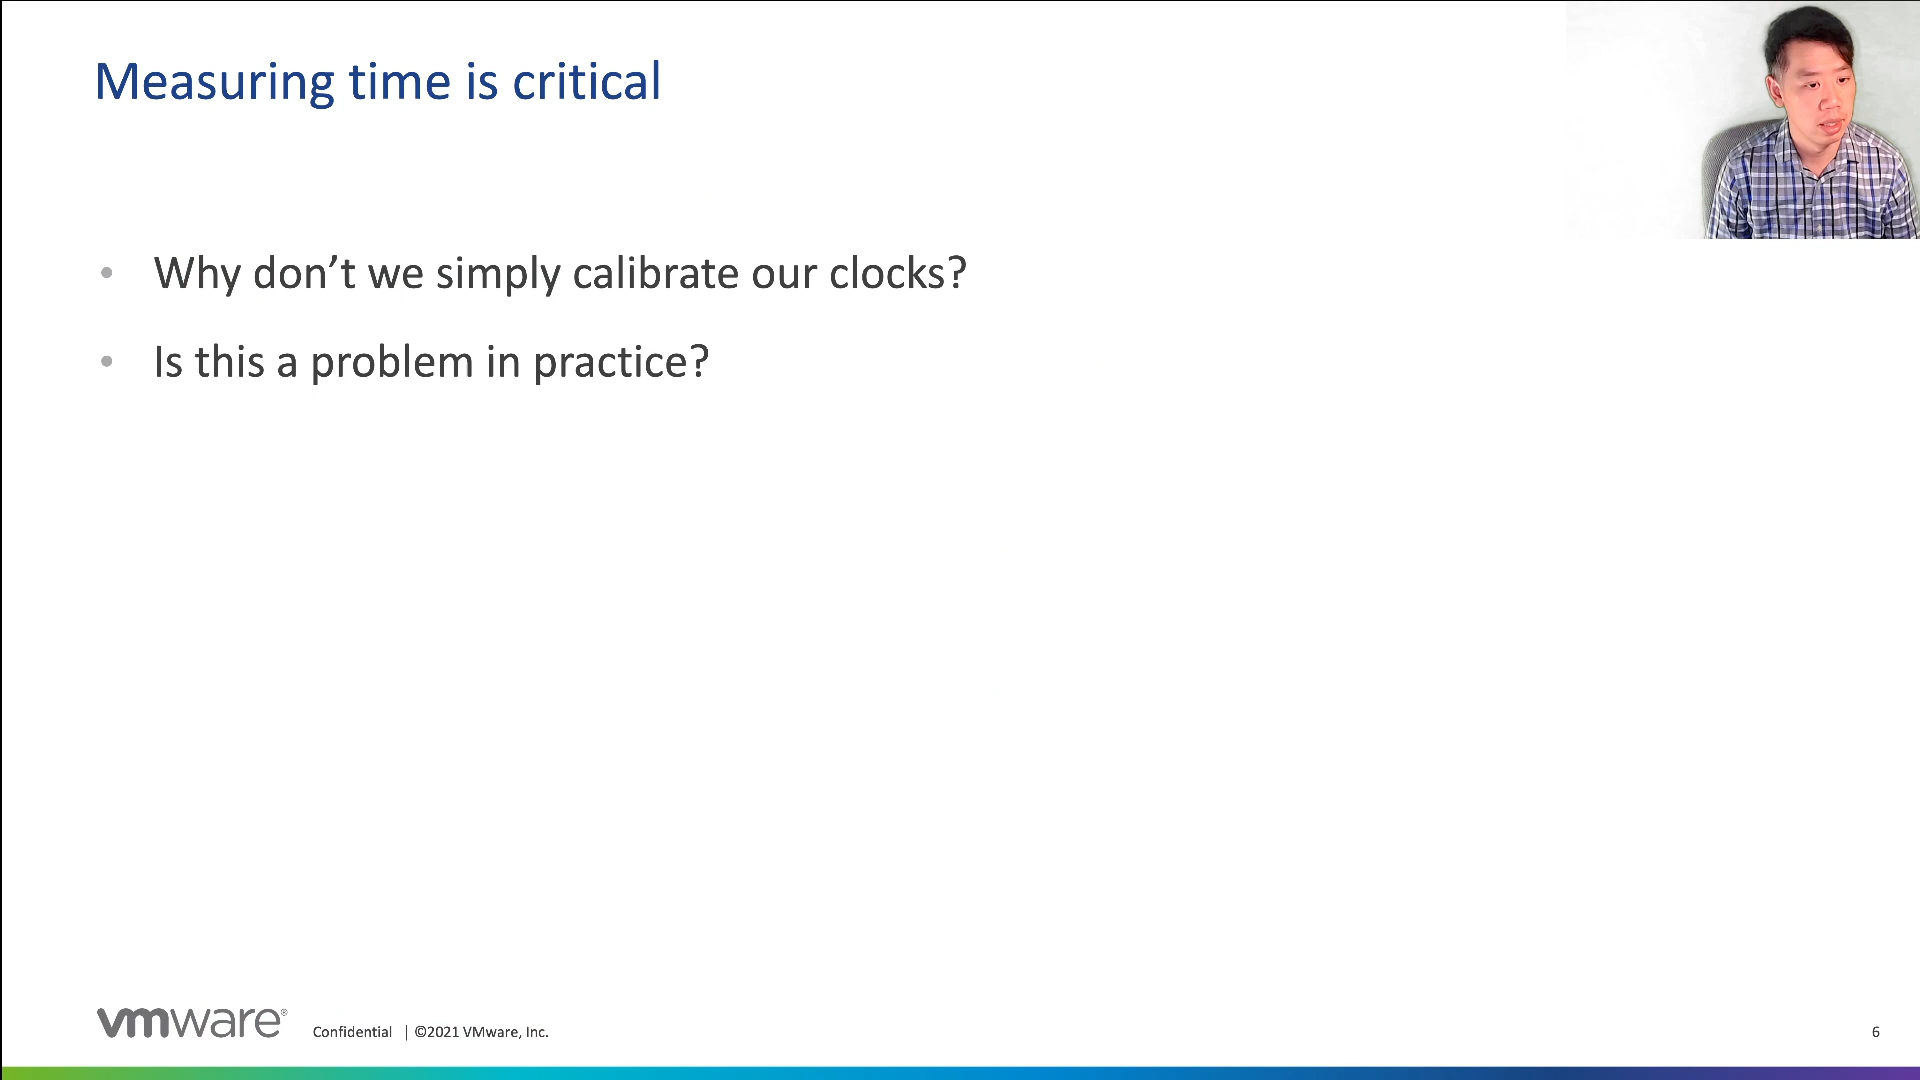 Measuring time is critical
• Why don’t we simply calibrate our clocks?
• Is this a problem in practice?
vmware® Confidential | ©2021 VMware, Inc. 6